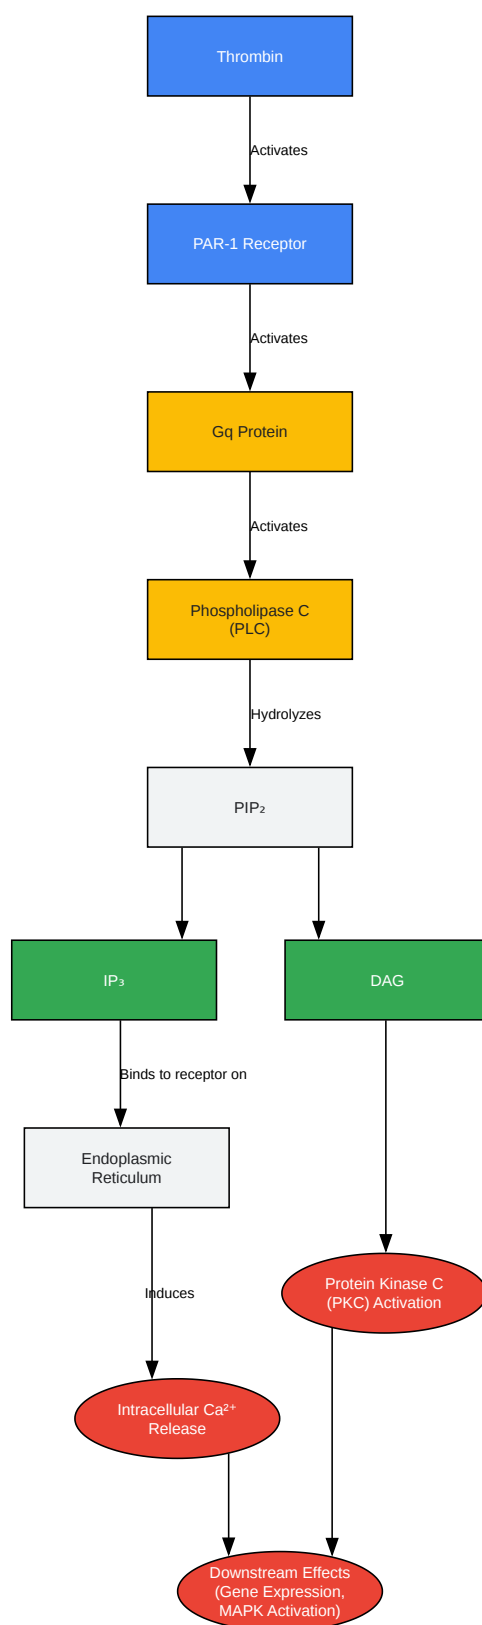 Thrombin
Activates
PAR-1 Receptor
Activates
Gq Protein
Activates
Phospholipase C
(PLC)
Hydrolyzes
PIP₂
IP₃
DAG
Binds to receptor on
Endoplasmic
Reticulum
Induces
Protein Kinase C
(PKC) Activation
Intracellular Ca²⁺
Release
Downstream Effects
(Gene Expression,
MAPK Activation)